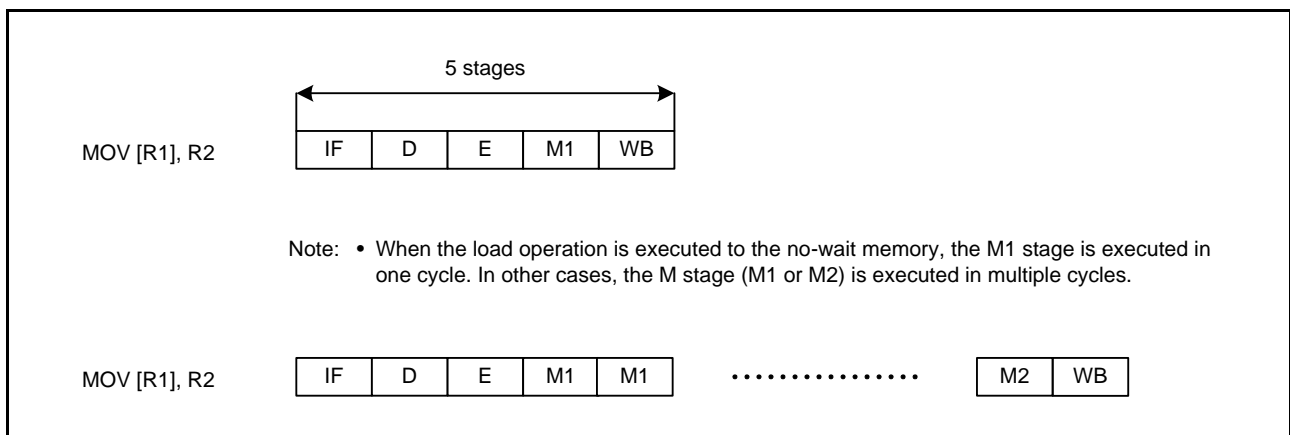 5 stages
MOV [R1], R2 IF D E M1 WB
Note: • When the load operation is executed to the no-wait memory, the M1 stage is executed in
one cycle. In other cases, the M stage (M1 or M2) is executed in multiple cycles.
MOV [R1], R2 IF D E M1 M1 ................ M2 WB